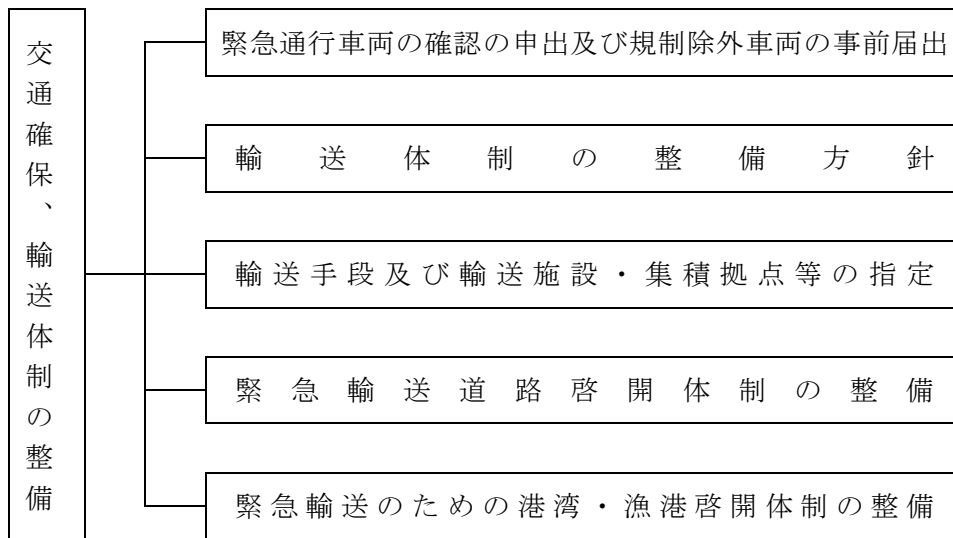 交通確保、輸送体制の整備
緊急通行車両の確認の申出及び規制除外車両の事前届出
輸送体制の整備方針
輸送手段及び輸送施設・集積拠点等の指定
緊急輸送道路啓開体制の整備
緊急輸送のための港湾・漁港啓開体制の整備